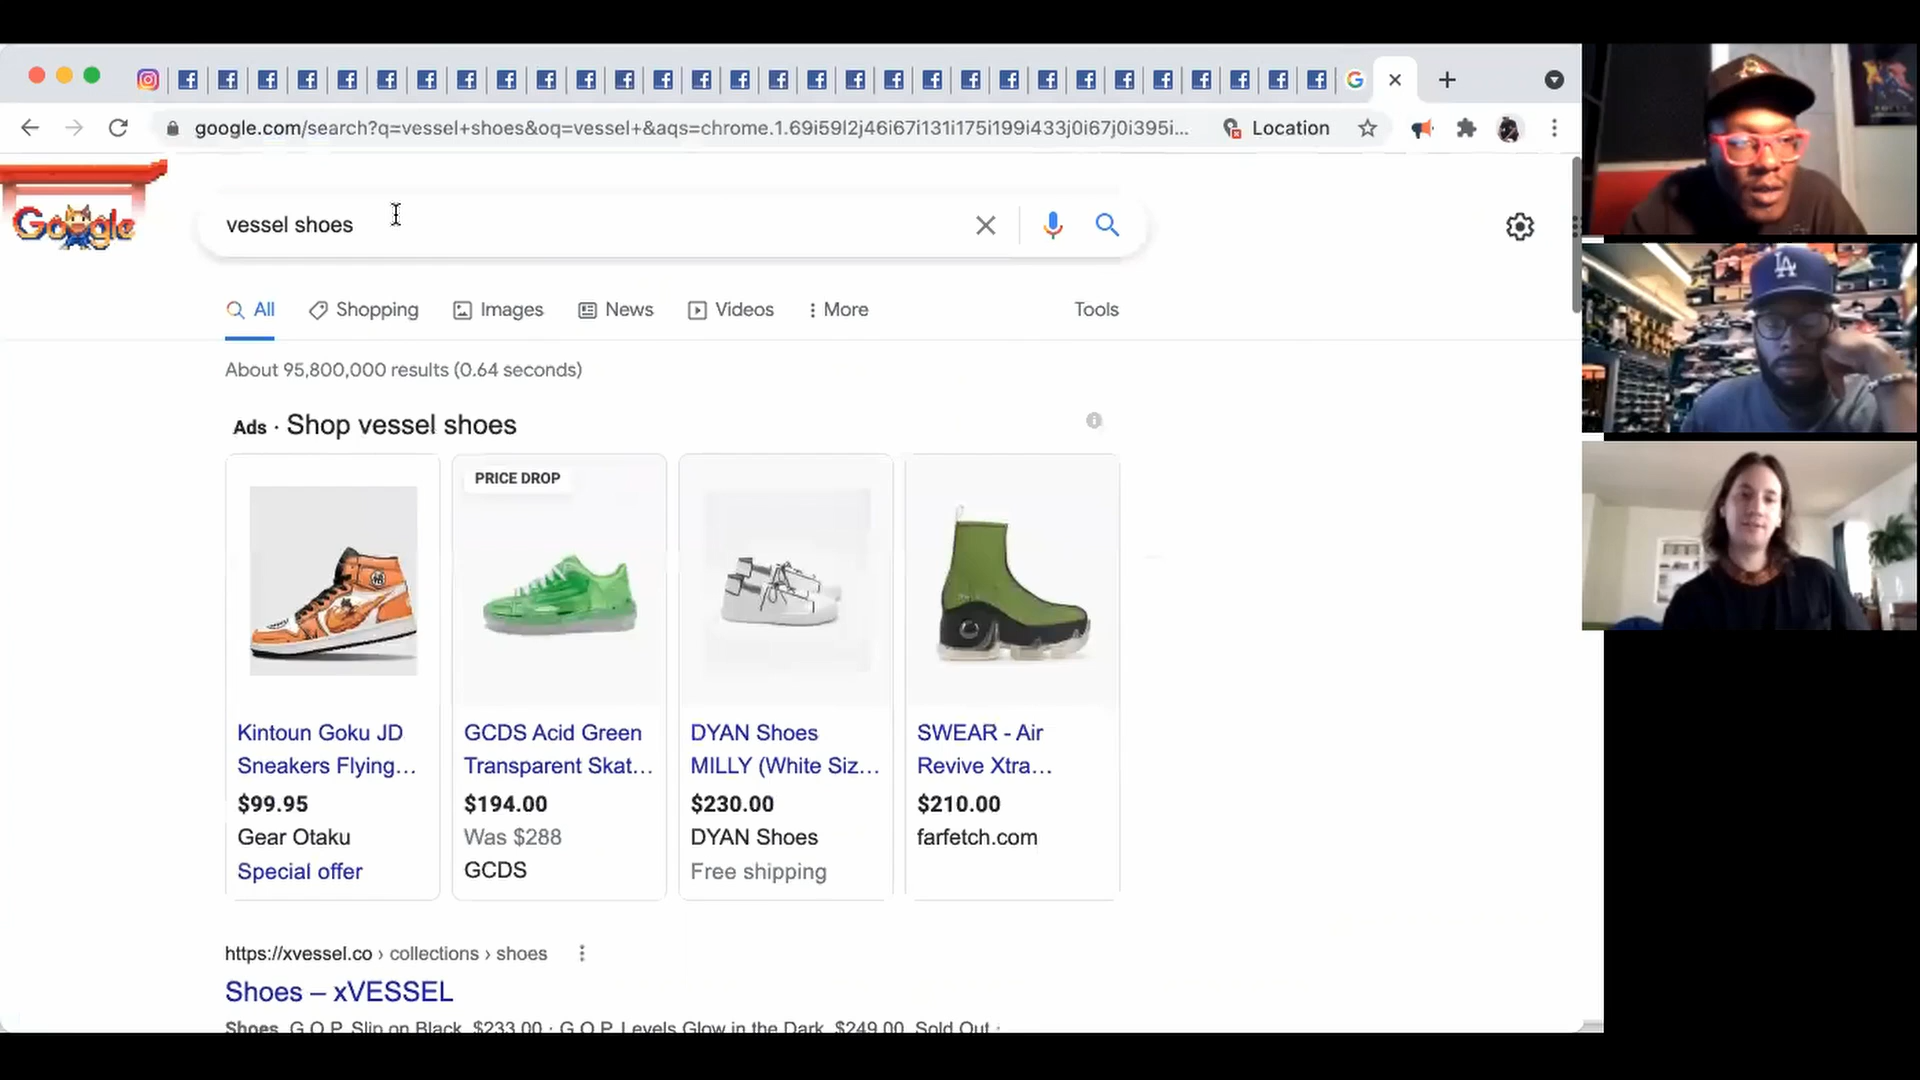 google.com/search?q=vessel+shoes&oq=vessel+&aqs=chrome.1.69i59l2j46i67i131i175i199i433j0i67j0i395i...
Location
Google
vessel shoes
All
Shopping
Images
News
Videos
More
Tools
About 95,800,000 results (0.64 seconds)
Ads · Shop vessel shoes
PRICE DROP
Kintoun Goku JD
Sneakers Flying...
$99.95
Gear Otaku
Special offer
GCDS Acid Green
Transparent Skat...
$194.00
Was $288
GCDS
DYAN Shoes
MILLY (White Siz...
$230.00
DYAN Shoes
Free shipping
SWEAR - Air
Revive Xtra...
$210.00
farfetch.com
https://xvessel.co › collections › shoes
Shoes – xVESSEL
Shoes. G.O.P. Slip on Black. $233.00 · G.O.P. Levels Glow in the Dark. $249.00. Sold Out ·
LA